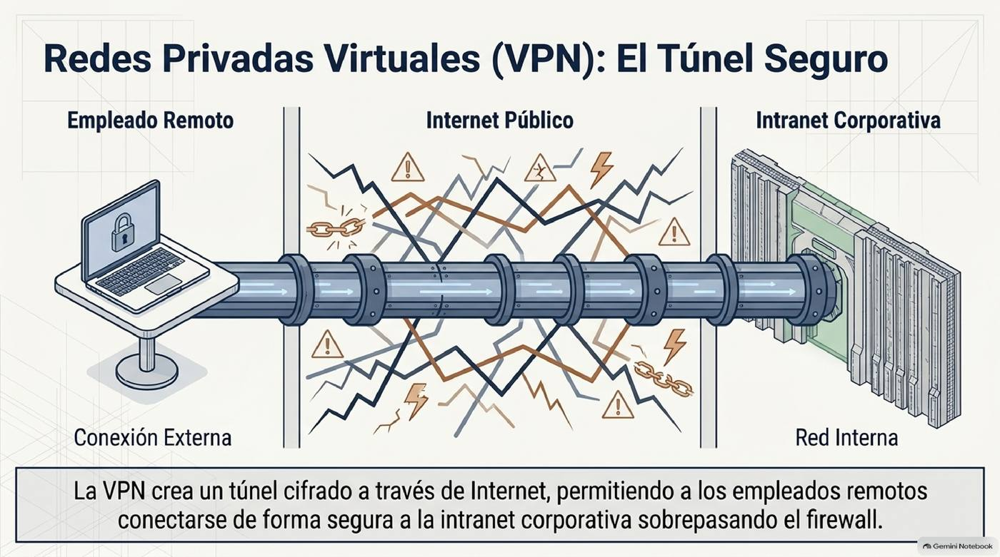 Redes Privadas Virtuales (VPN): El Túnel Seguro
Empleado Remoto
Internet Público
Intranet Corporativa
Conexión Externa
Red Interna
La VPN crea un túnel cifrado a través de Internet, permitiendo a los empleados remotos
conectarse de forma segura a la intranet corporativa sobrepasando el firewall.
Gemini Notebook